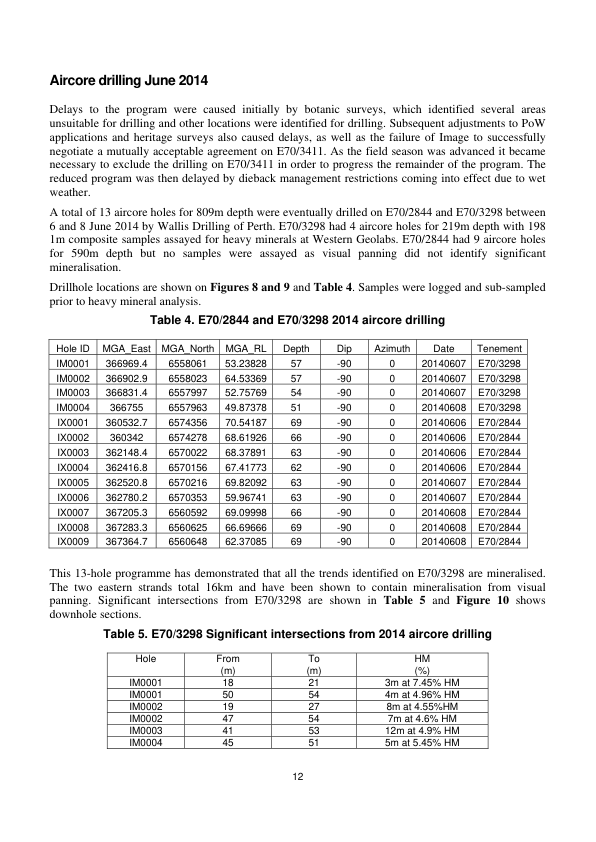 Aircore drilling June 2014
Delays to the program were caused initially by botanic surveys, which identified several areas
unsuitable for drilling and other locations were identified for drilling. Subsequent adjustments to PoW
applications and heritage surveys also caused delays, as well as the failure of Image to successfully
negotiate a mutually acceptable agreement on E70/3411. As the field season was advanced it became
necessary to exclude the drilling on E70/3411 in order to progress the remainder of the program. The
reduced program was then delayed by dieback management restrictions coming into effect due to wet
weather.
A total of 13 aircore holes for 809m depth were eventually drilled on E70/2844 and E70/3298 between
6 and 8 June 2014 by Wallis Drilling of Perth. E70/3298 had 4 aircore holes for 219m depth with 198
1m composite samples assayed for heavy minerals at Western Geolabs. E70/2844 had 9 aircore holes
for 590m depth but no samples were assayed as visual panning did not identify significant
mineralisation.
Drillhole locations are shown on Figures 8 and 9 and Table 4. Samples were logged and sub-sampled
prior to heavy mineral analysis.
Table 4. E70/2844 and E70/3298 2014 aircore drilling
Hole ID MGA_East MGA_North MGA_RL Depth Dip Azimuth Date Tenement
IM0001 366969.4 6558061 53.23828 57 -90 0 20140607 E70/3298
IM0002 366902.9 6558023 64.53369 57 -90 0 20140607 E70/3298
IM0003 366831.4 6557997 52.75769 54 -90 0 20140607 E70/3298
IM0004 366755 6557963 49.87378 51 -90 0 20140608 E70/3298
IX0001 360532.7 6574356 70.54187 69 -90 0 20140606 E70/2844
IX0002 360342 6574278 68.61926 66 -90 0 20140606 E70/2844
IX0003 362148.4 6570022 68.37891 63 -90 0 20140606 E70/2844
IX0004 362416.8 6570156 67.41773 62 -90 0 20140606 E70/2844
IX0005 362520.8 6570216 69.82092 63 -90 0 20140607 E70/2844
IX0006 362780.2 6570353 59.96741 63 -90 0 20140607 E70/2844
IX0007 367205.3 6560592 69.09998 66 -90 0 20140608 E70/2844
IX0008 367283.3 6560625 66.69666 69 -90 0 20140608 E70/2844
IX0009 367364.7 6560648 62.37085 69 -90 0 20140608 E70/2844
This 13-hole programme has demonstrated that all the trends identified on E70/3298 are mineralised.
The two eastern strands total 16km and have been shown to contain mineralisation from visual
panning. Significant intersections from E70/3298 are shown in Table 5 and Figure 10 shows
downhole sections.
Table 5. E70/3298 Significant intersections from 2014 aircore drilling
Hole From To HM
(m) (m) (%)
IM0001 18 21 3m at 7.45% HM
IM0001 50 54 4m at 4.96% HM
IM0002 19 27 8m at 4.55%HM
IM0002 47 54 7m at 4.6% HM
IM0003 41 53 12m at 4.9% HM
IM0004 45 51 5m at 5.45% HM
12